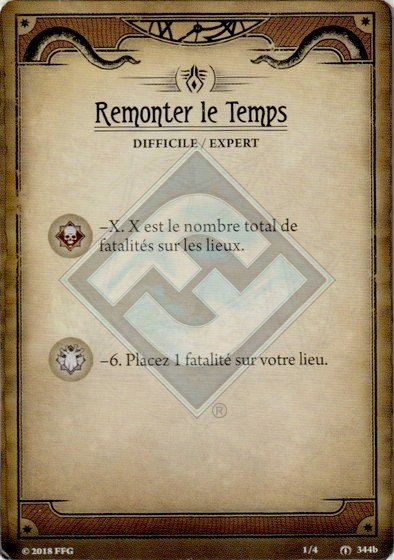 Remonter le Temps
DIFFICILE / EXPERT
–X. X est le nombre total de
fatalités sur les lieux.
–6. Placez 1 fatalité sur votre lieu.
®
© 2018 FFG
1/4
344b